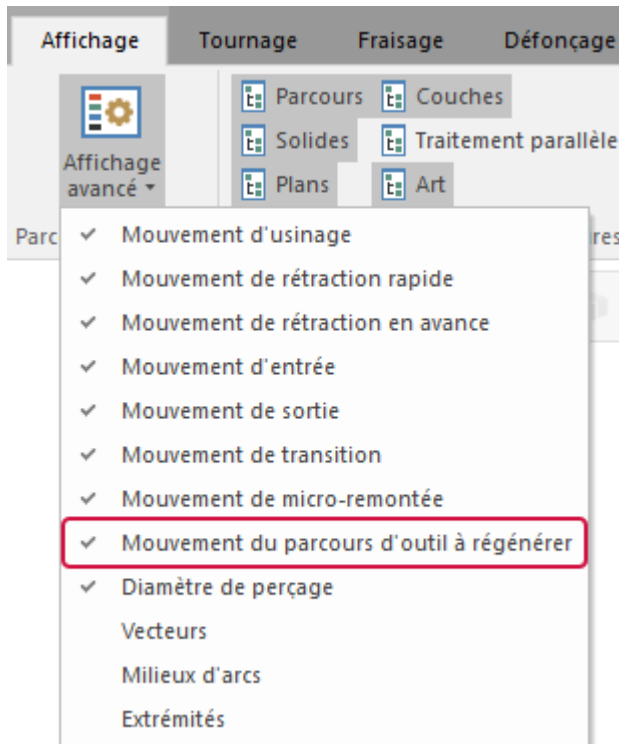 Affichage Tournage Fraisage Défonçage
Parcours Couches
Solides Traitement parallèle
Affichage avancé Plans Art
Parc res
Mouvement d'usinage
Mouvement de rétraction rapide
Mouvement de rétraction en avance
Mouvement d'entrée
Mouvement de sortie
Mouvement de transition
Mouvement de micro-remontée
Mouvement du parcours d'outil à régénérer
Diamètre de perçage
Vecteurs
Milieux d'arcs
Extrémités